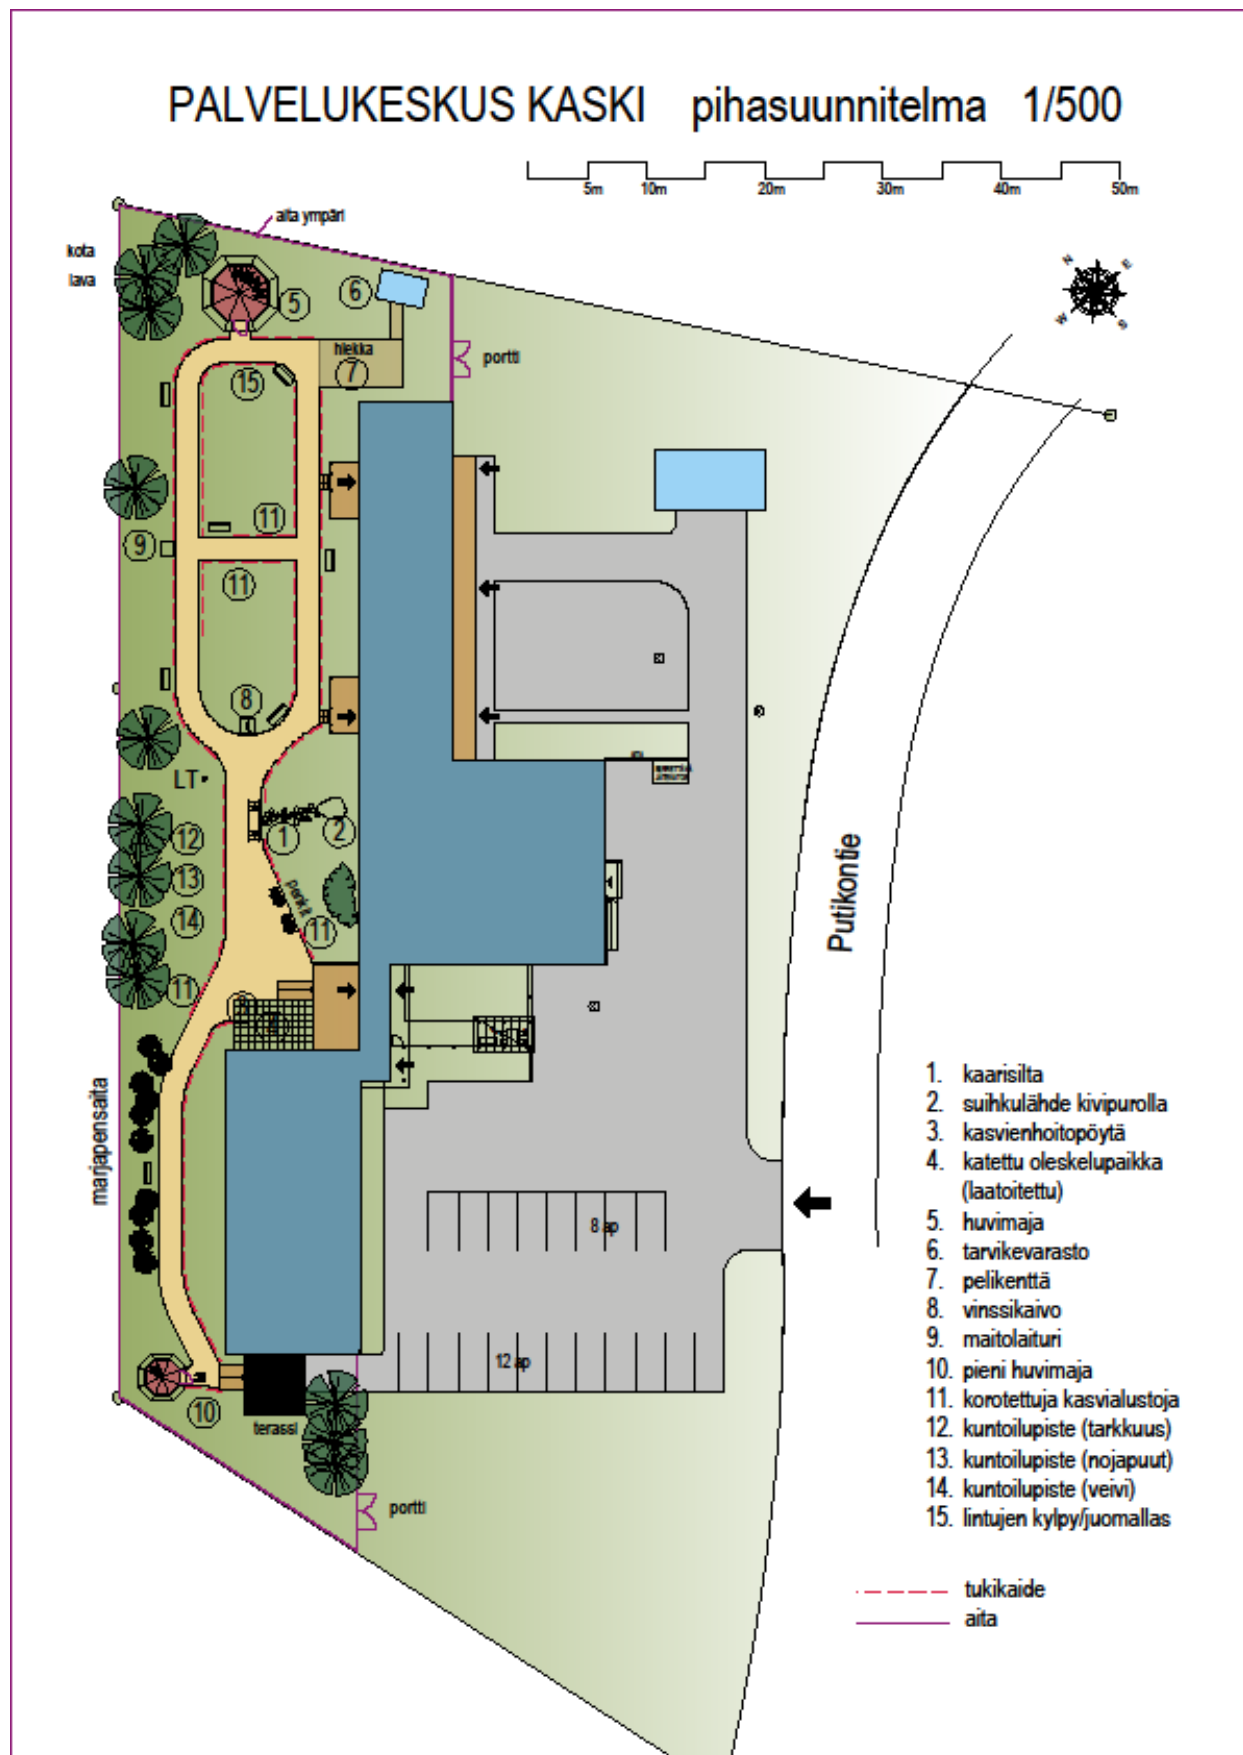 PALVELUKESKUS KASKI pihasuunnitelma 1/500
5m 10m 20m 30m 40m 50m
aita ympäri
kota
lava
N E
W S
5
6
hiekka
7
portti
15
11
9
11
8
LT
1
2
12
13
14
penkit
11
11
Putikontie
marjapensaita
8 ap
12 ap
10
terassi
portti
1. kaarisilta
2. suihkulähde kivipurolla
3. kasvienhoitopöytä
4. katettu oleskelupaikka
(laatoitettu)
5. huvimaja
6. tarvikevarasto
7. pelikenttä
8. vinssikaivo
9. maitolaituri
10. pieni huvimaja
11. korotettuja kasvialustoja
12. kuntoilupiste (tarkkuus)
13. kuntoilupiste (nojapuut)
14. kuntoilupiste (veivi)
15. lintujen kylpy/juomallas
tukikaide
aita